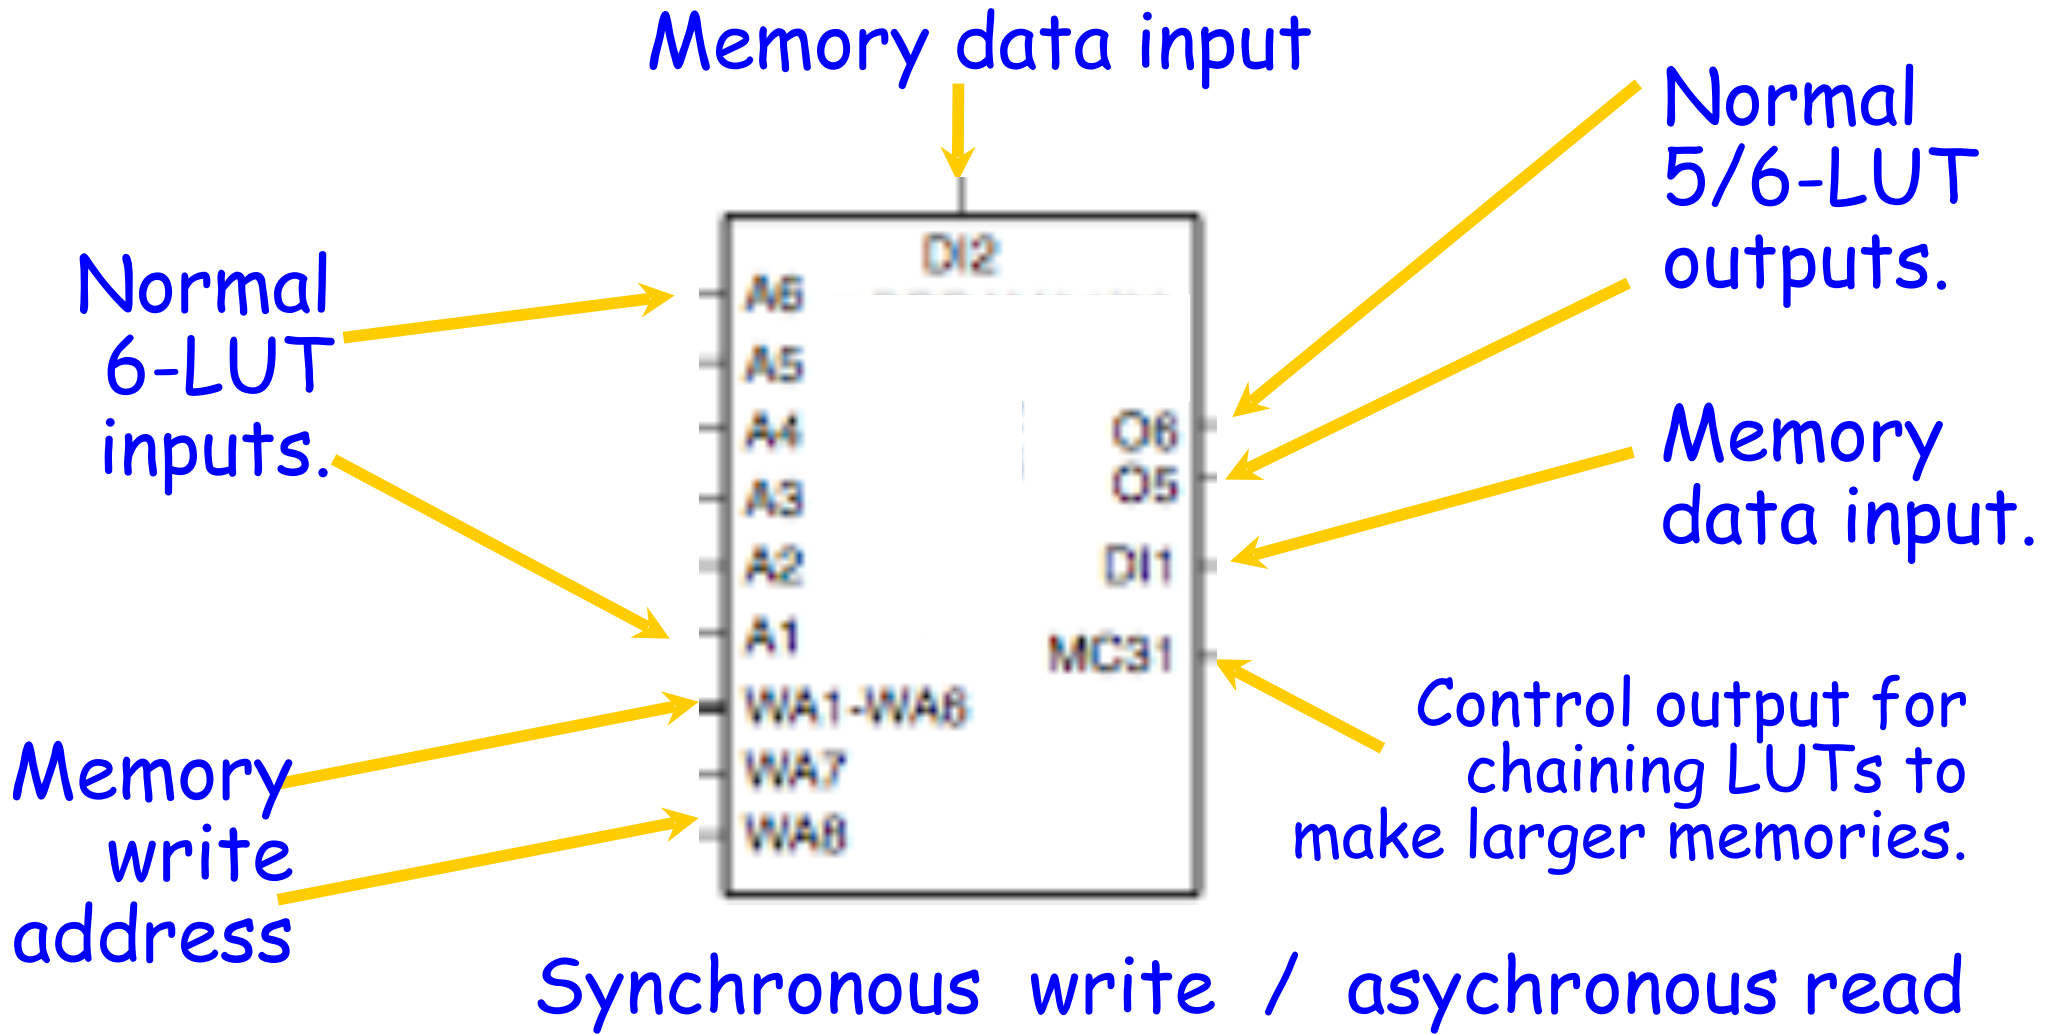 Memory data input
Normal
6-LUT
inputs.
Memory
write
address
DI2
A6
A5
A4
A3
A2
A1
WA1-WA6
WA7
WA8
O6
O5
DI1
MC31
Normal
5/6-LUT
outputs.
Memory
data input.
Control output for
chaining LUTs to
make larger memories.
Synchronous write / asychronous read